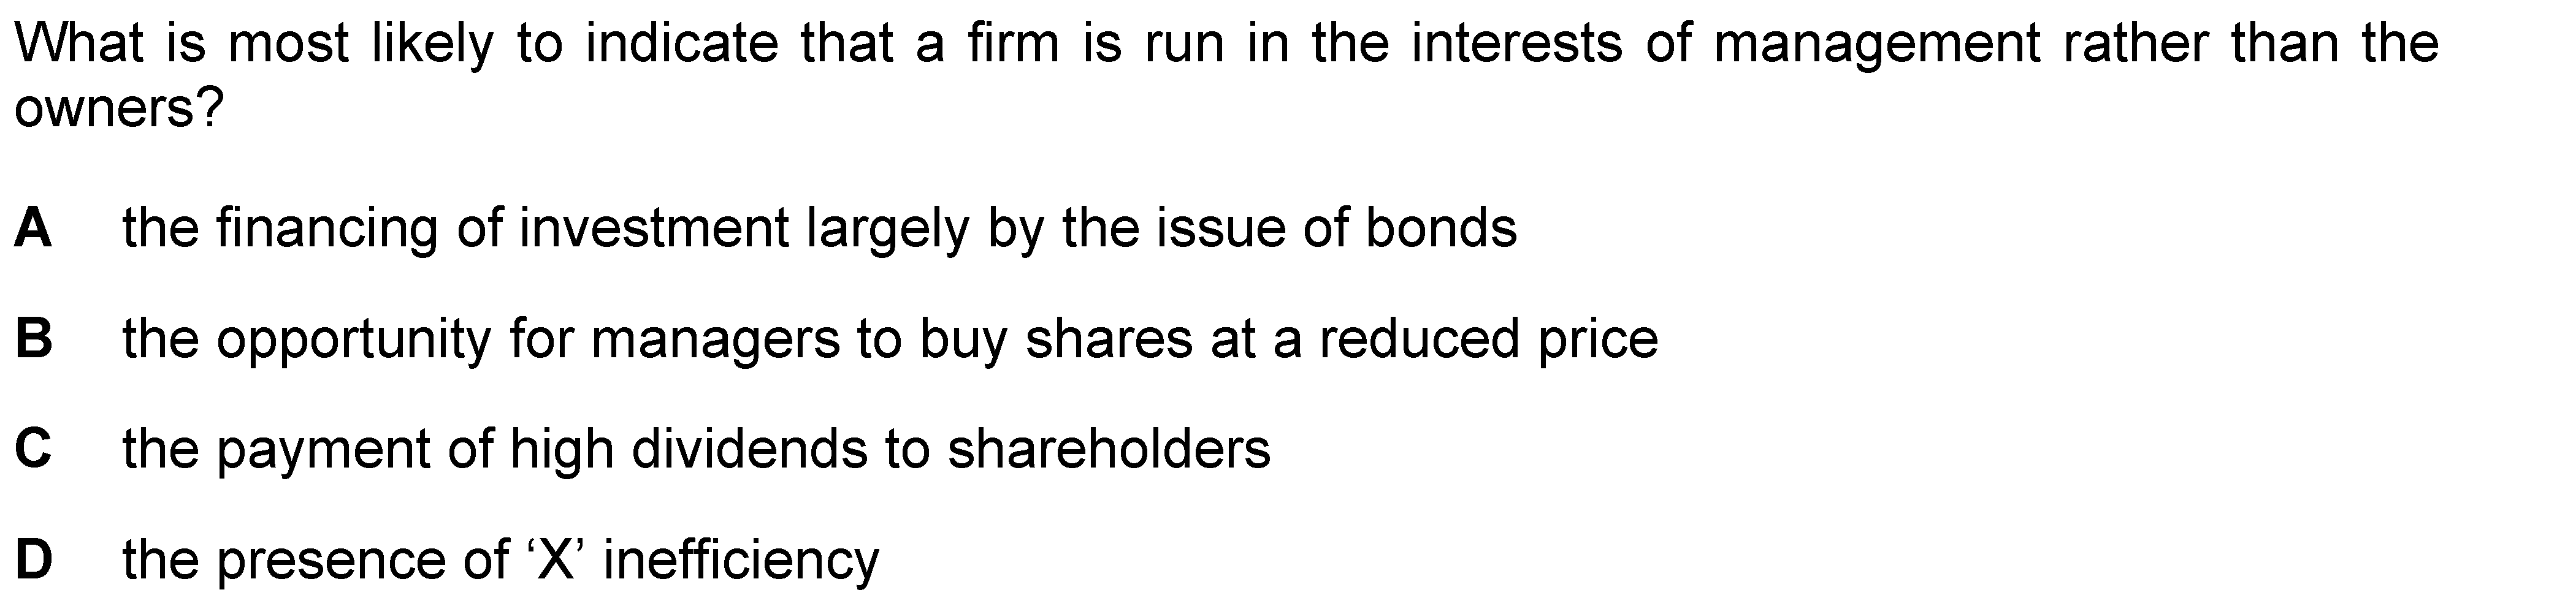 What is most likely to indicate that a firm is run in the interests of management rather than the
owners?
A the financing of investment largely by the issue of bonds
B the opportunity for managers to buy shares at a reduced price
C the payment of high dividends to shareholders
D the presence of ‘X’ inefficiency